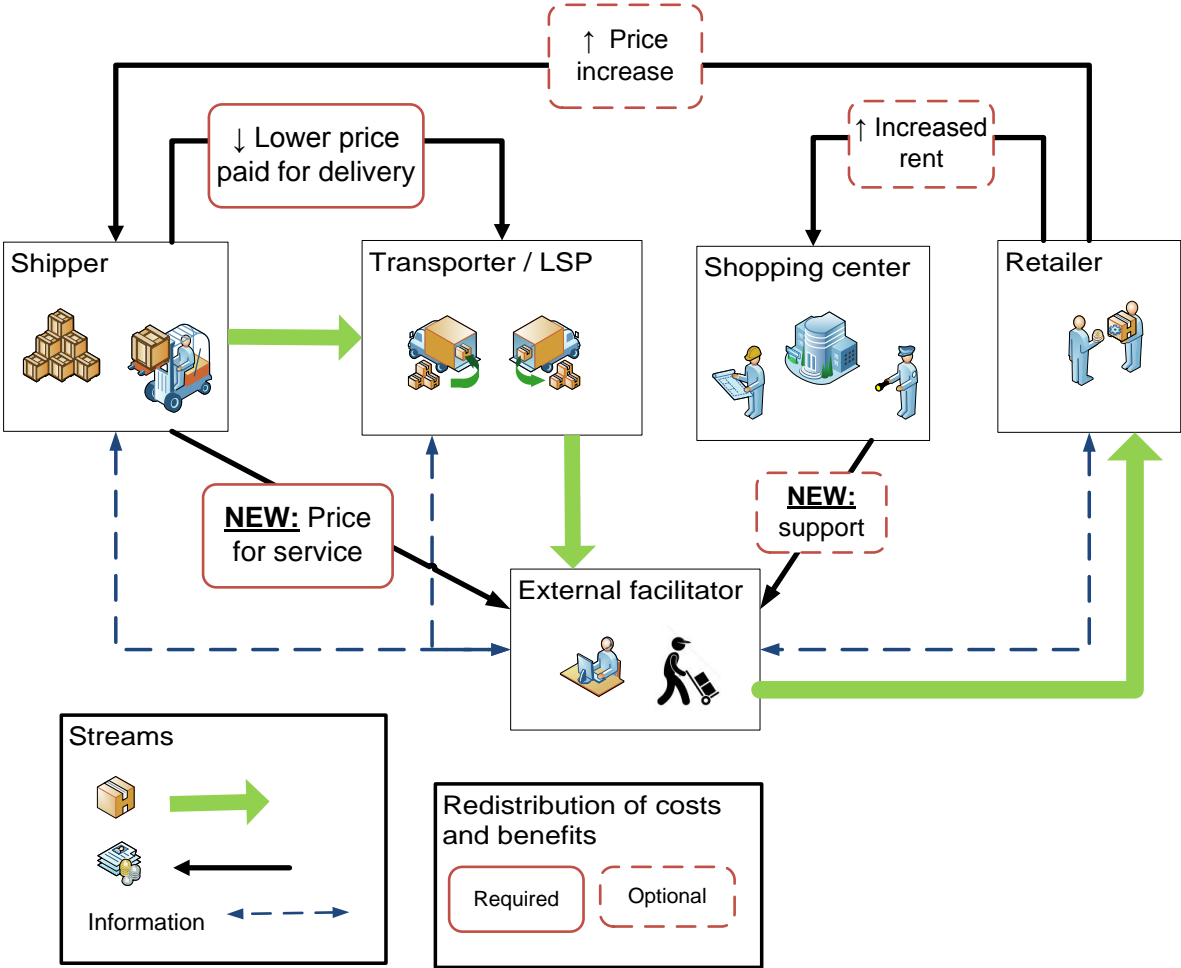 ↑ Price
increase
↑ Increased
rent
↓ Lower price
paid for delivery
Shipper
Transporter / LSP
Shopping center
Retailer
NEW: Price
for service
NEW:
support
External facilitator
Streams
Information
Redistribution of costs
and benefits
Required
Optional